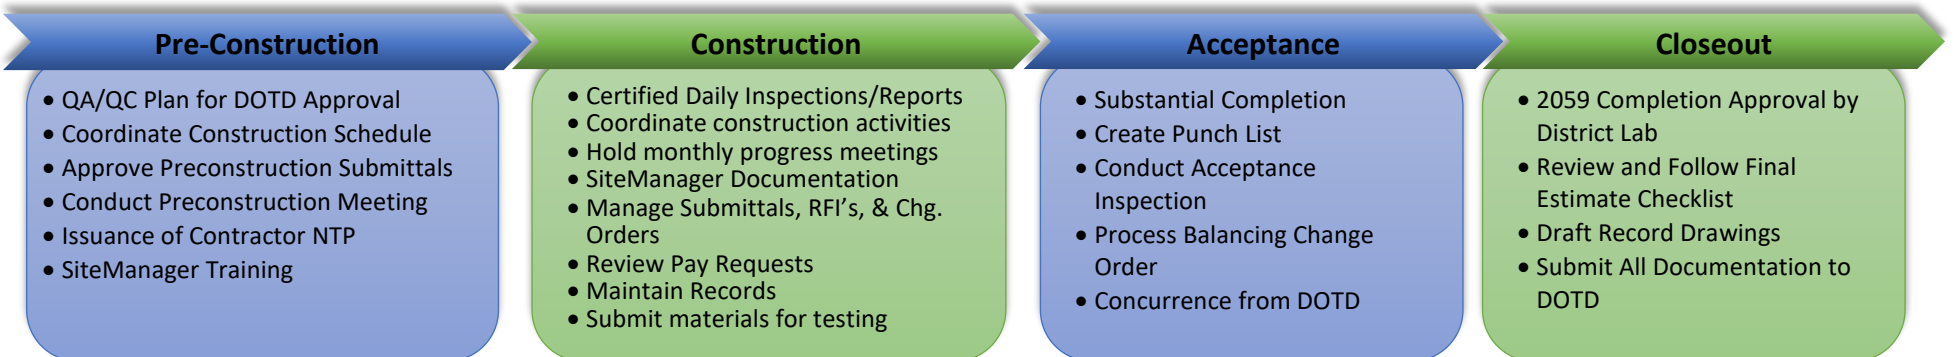 Pre-Construction
• QA/QC Plan for DOTD Approval
• Coordinate Construction Schedule
• Approve Preconstruction Submittals
• Conduct Preconstruction Meeting
• Issuance of Contractor NTP
• SiteManager Training
Construction
• Certified Daily Inspections/Reports
• Coordinate construction activities
• Hold monthly progress meetings
• SiteManager Documentation
• Manage Submittals, RFI's, & Chg.
Orders
• Review Pay Requests
• Maintain Records
• Submit materials for testing
Acceptance
• Substantial Completion
• Create Punch List
• Conduct Acceptance
Inspection
• Process Balancing Change
Order
• Concurrence from DOTD
Closeout
• 2059 Completion Approval by
District Lab
• Review and Follow Final
Estimate Checklist
• Draft Record Drawings
• Submit All Documentation to
DOTD